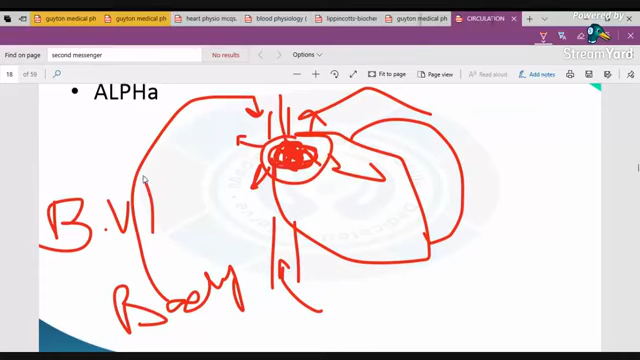 guyton medical ph
guyton medical ph
heart physio mcqs.
blood physiology (
lippincotts-bioche
guyton medical ph
CIRCULATION
Powered by
StreamYard
Find on page
second messenger
No results
Options
18 of 59
Fit to page
Page view
Read aloud
Add notes
• ALPHa
B.V
Body